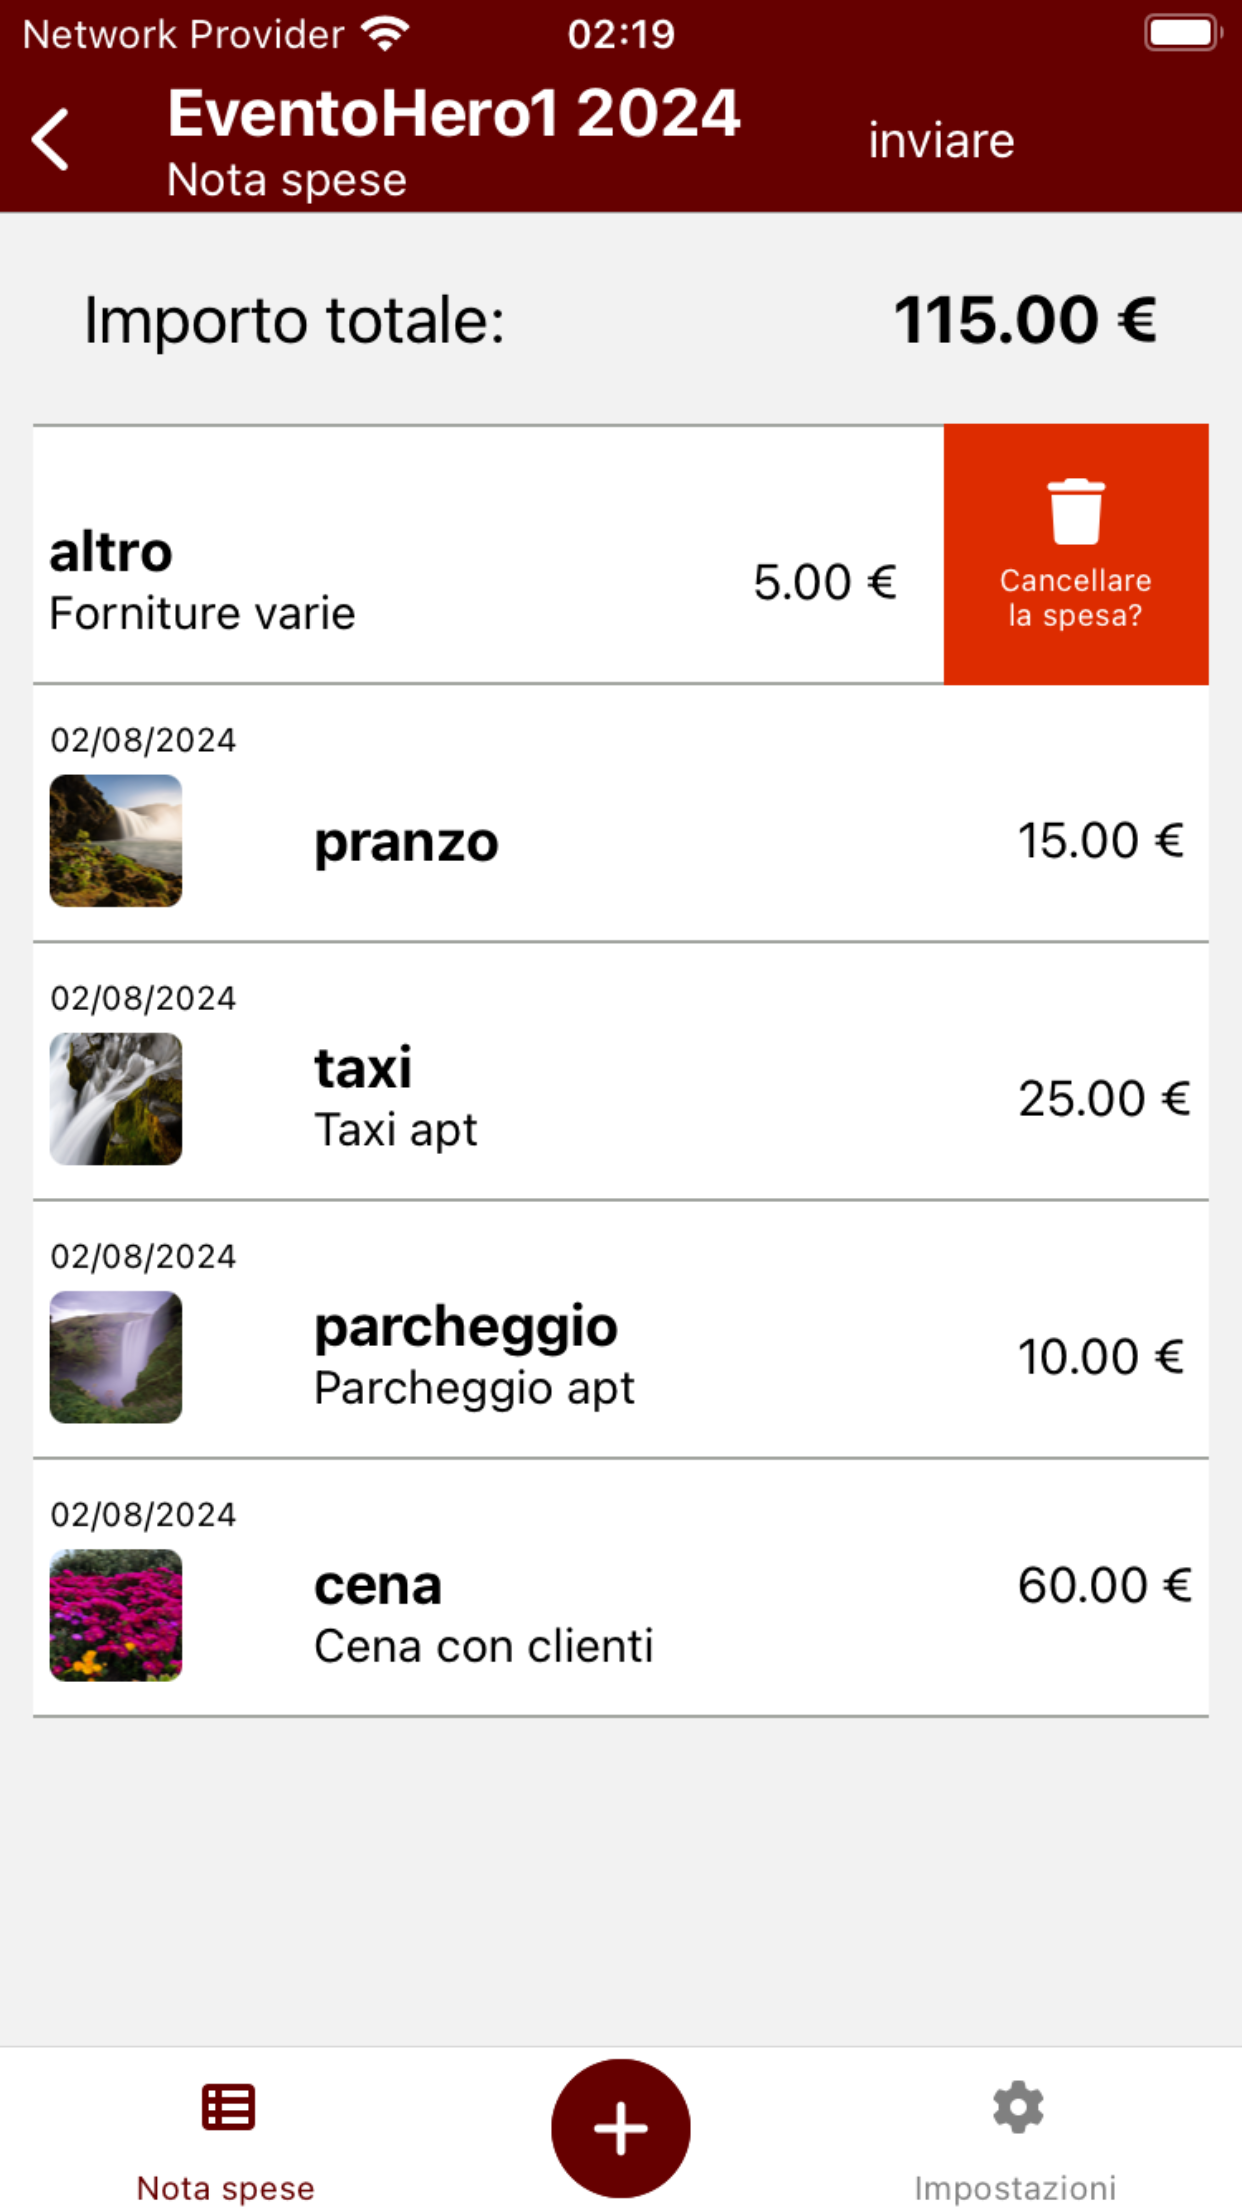 Network Provider 02:19
EventoHero1 2024
Nota spese
inviare
Importo totale: 115.00 €
altro
Forniture varie
5.00 €
Cancellare
la spesa?
02/08/2024
pranzo
15.00 €
02/08/2024
taxi
Taxi apt
25.00 €
02/08/2024
parcheggio
Parcheggio apt
10.00 €
02/08/2024
cena
Cena con clienti
60.00 €
Nota spese
Impostazioni